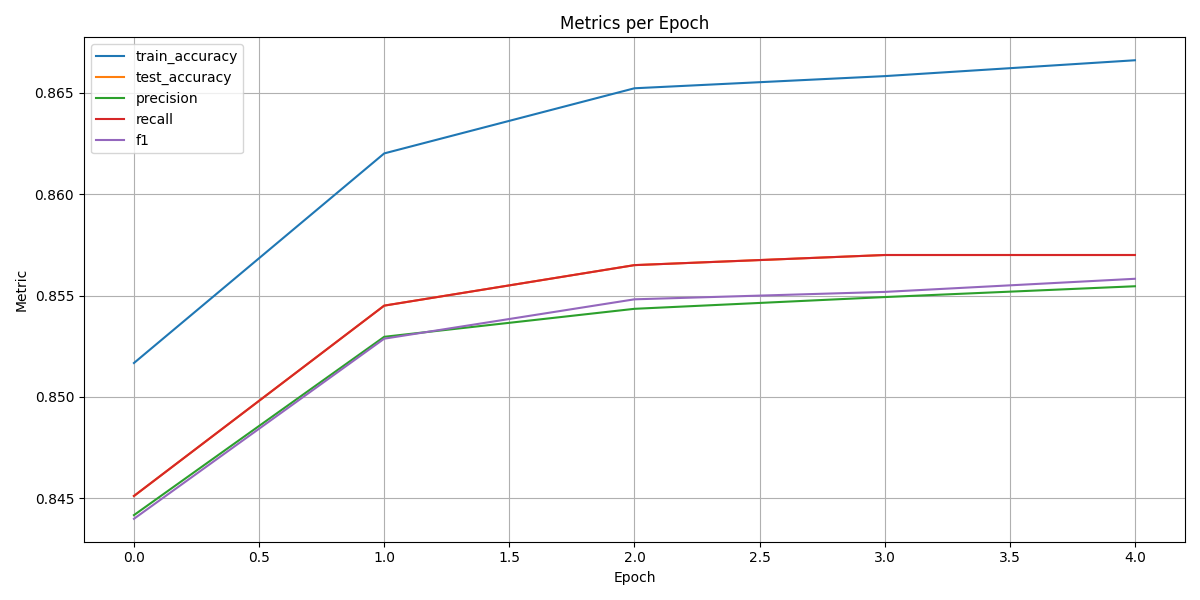 Metrics per Epoch
train_accuracy
test_accuracy
precision
recall
f1
0.865
0.860
0.855
0.850
0.845
Metric
0.0 0.5 1.0 1.5 2.0 2.5 3.0 3.5 4.0
Epoch